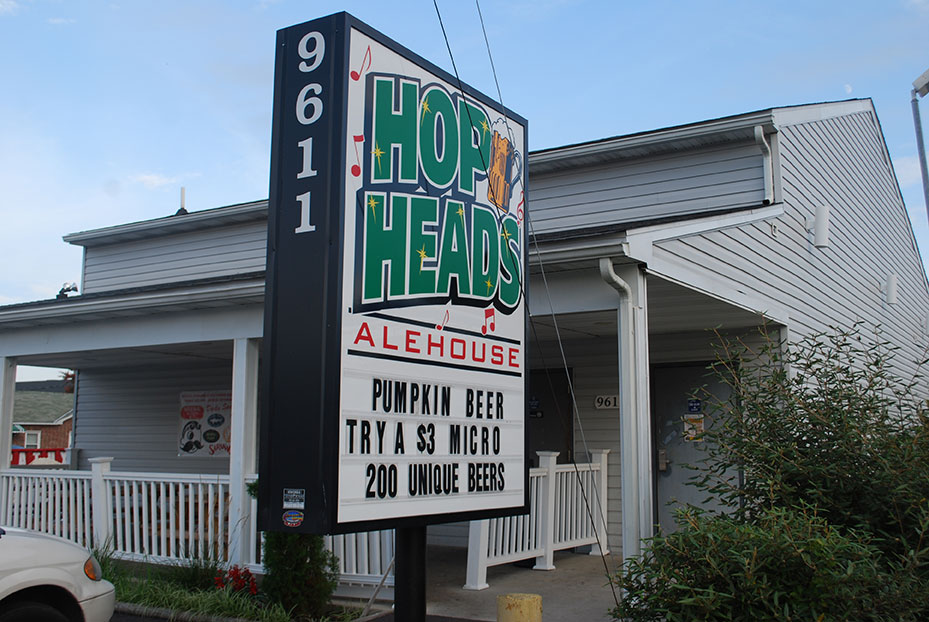 9611
HOP
HEADS
ALEHOUSE
PUMPKIN BEER
TRY A $3 MICRO
200 UNIQUE BEERS
961